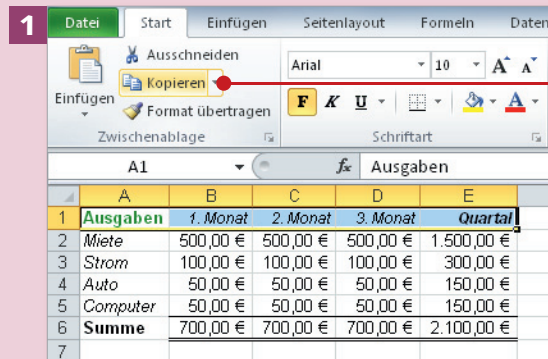 1
Datei Start Einfügen Seitenlayout Formeln Daten
Ausschneiden
Kopieren
Einfügen
Format übertragen
Zwischenablage
Arial 10 A A
F K U A
Schriftart
A1 fx Ausgaben
A B C D E
1 Ausgaben 1. Monat 2. Monat 3. Monat Quartal
2 Miete 500,00 € 500,00 € 500,00 € 1.500,00 €
3 Strom 100,00 € 100,00 € 100,00 € 300,00 €
4 Auto 50,00 € 50,00 € 50,00 € 150,00 €
5 Computer 50,00 € 50,00 € 50,00 € 150,00 €
6 Summe 700,00 € 700,00 € 700,00 € 2.100,00 €
7